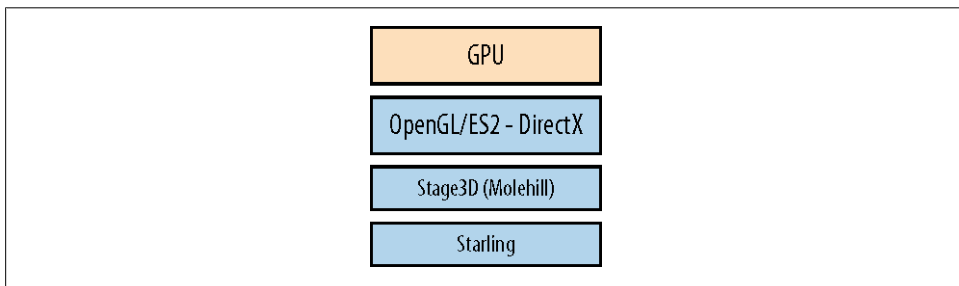 GPU
OpenGL/ES2 - DirectX
Stage3D (Molehill)
Starling